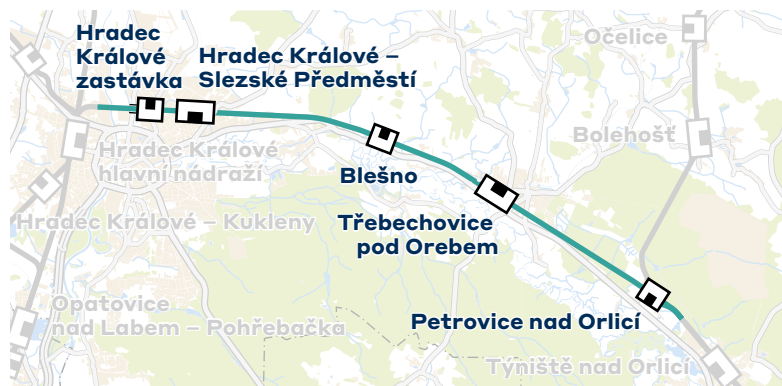 Hradec
Králové
zastávka
Hradec Králové –
Slezské Předměstí
Očelice
Bolehošť
Hradec Králové
hlavní nádraží
Blešno
Hradec Králové – Kukleny
Třebechovice
pod Orebem
Opatovice
nad Labem – Pohřebačka
Petrovice nad Orlicí
Týniště nad Orlicí